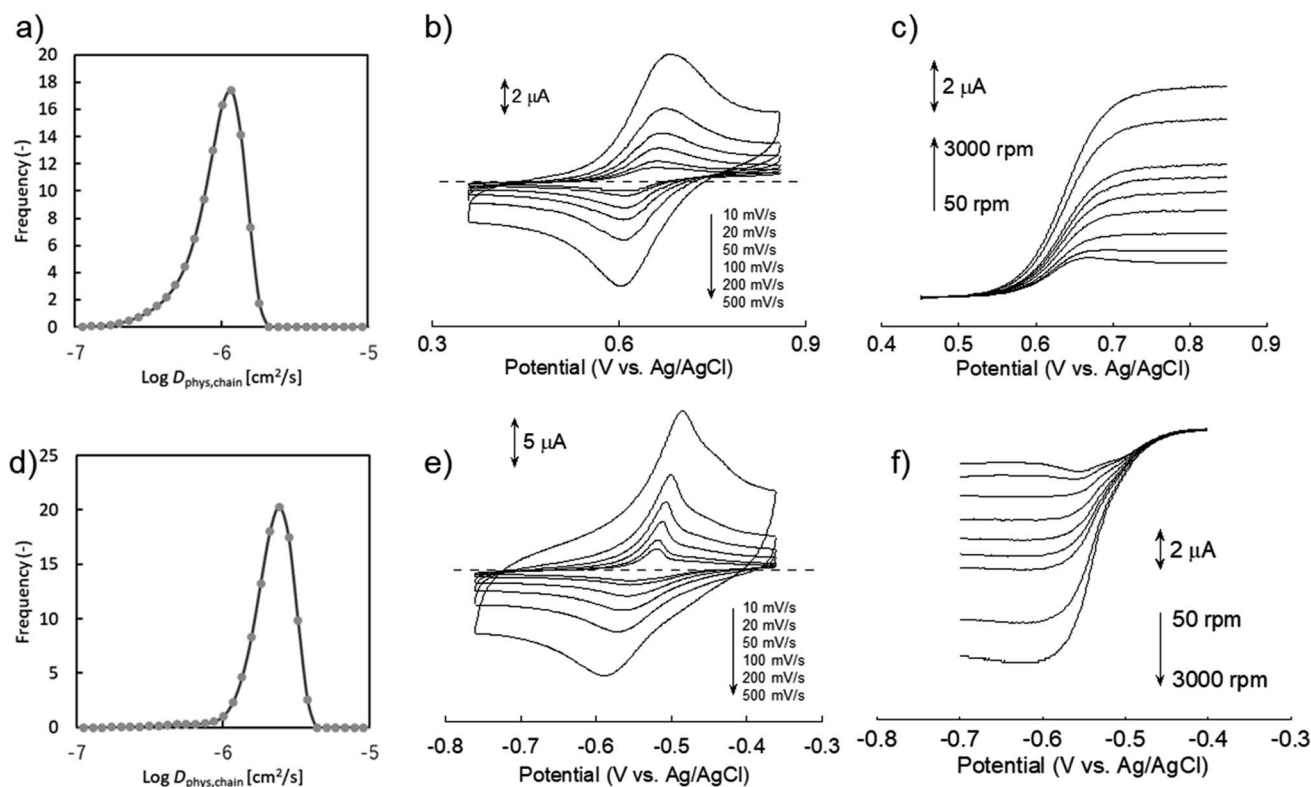 a)
Frequency (-)
20
18
16
14
12
10
8
6
4
2
0
-7
-6
-5
Log D_phys,chain [cm²/s]
b)
2 μA
10 mV/s
20 mV/s
50 mV/s
100 mV/s
200 mV/s
500 mV/s
0.3
0.6
0.9
Potential (V vs. Ag/AgCl)
c)
2 μA
3000 rpm
50 rpm
0.4
0.5
0.6
0.7
0.8
0.9
Potential (V vs. Ag/AgCl)
d)
Frequency (-)
25
20
15
10
5
0
-7
-6
-5
Log D_phys,chain [cm²/s]
e)
5 μA
10 mV/s
20 mV/s
50 mV/s
100 mV/s
200 mV/s
500 mV/s
-0.8
-0.7
-0.6
-0.5
-0.4
-0.3
Potential (V vs. Ag/AgCl)
f)
2 μA
50 rpm
3000 rpm
-0.8
-0.7
-0.6
-0.5
-0.4
-0.3
Potential (V vs. Ag/AgCl)